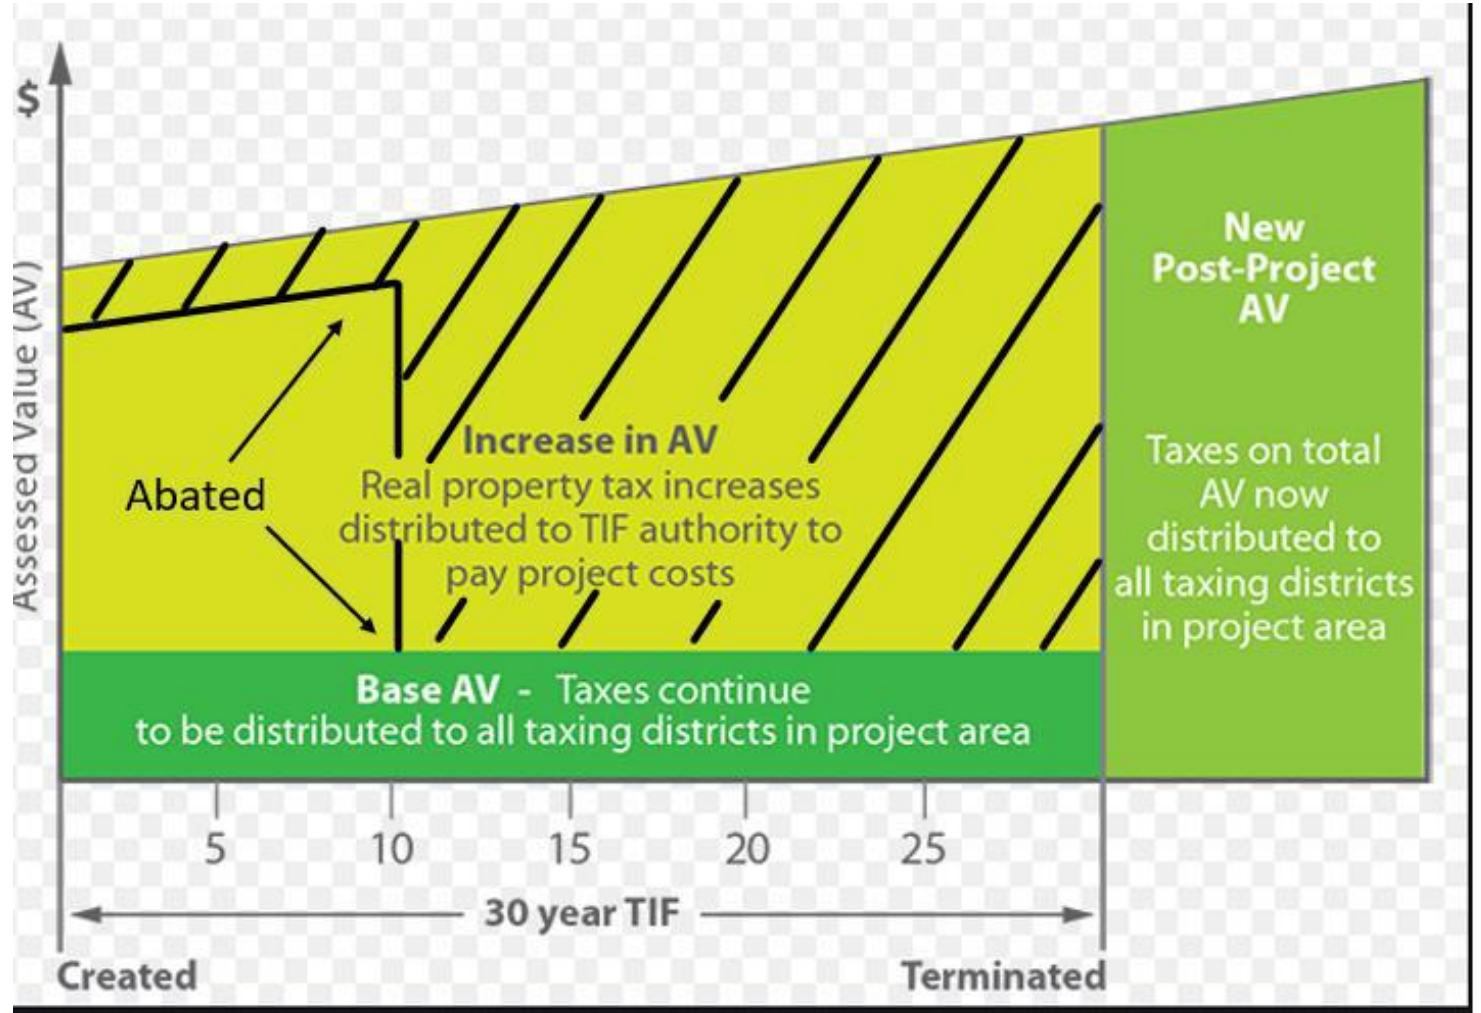 $
Assessed Value (AV)
Abated
Increase in AV
Real property tax increases
distributed to TIF authority to
pay project costs
Base AV - Taxes continue
to be distributed to all taxing districts in project area
New
Post-Project
AV
Taxes on total
AV now
distributed to
all taxing districts
in project area
5 10 15 20 25
30 year TIF
Created Terminated